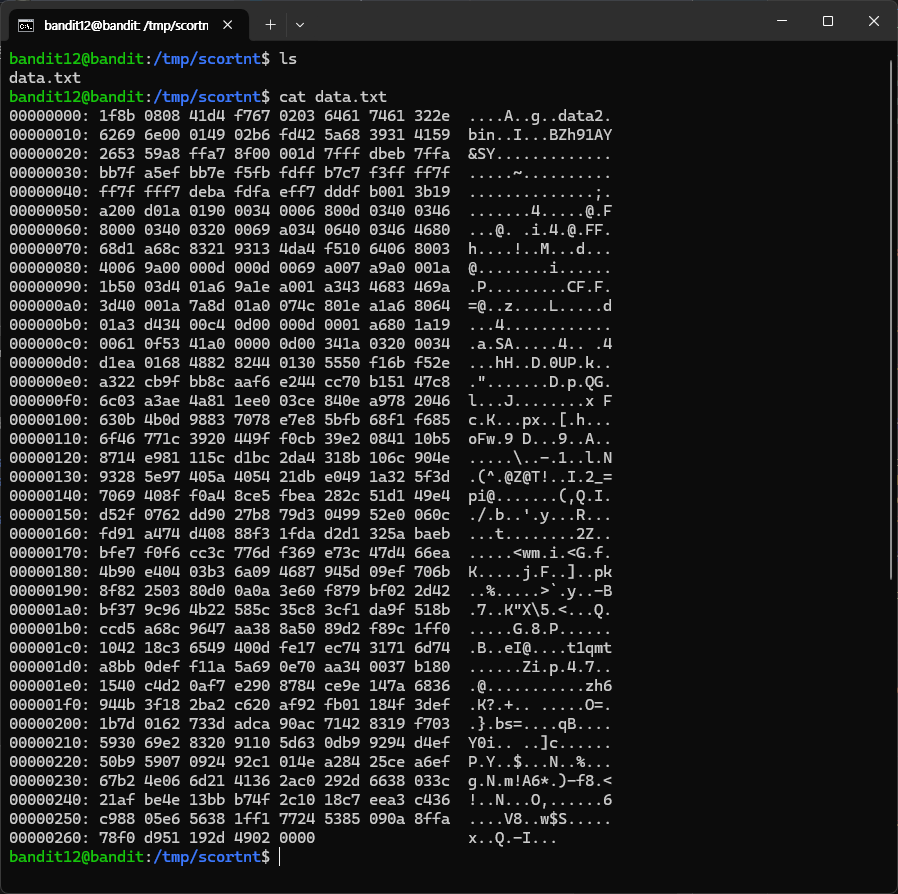 bandit12@bandit: /tmp/scortn
bandit12@bandit:/tmp/scortnt$ ls
data.txt
bandit12@bandit:/tmp/scortnt$ cat data.txt
00000000: 1f8b 0808 41d4 f767 0203 6461 7461 322e  ....A..g..data2.
00000010: 6269 6e00 0149 02b6 fd42 5a68 3931 4159  bin..I...BZh91AY
00000020: 2653 59a8 ffa7 8f00 001d 7fff dbeb 7ffa  &SY.............
00000030: bb7f a5ef bb7e f5fb fdff b7c7 f3ff ff7f  .....~..........
00000040: ff7f fff7 deba fdfa eff7 dddf b001 3b19  ..............;.
00000050: a200 d01a 0190 0034 0006 800d 0340 0346  .......4.....@.F
00000060: 8000 0340 0320 0069 a034 0640 0346 4680  ...@. .i.4.@.FF.
00000070: 68d1 a68c 8321 9313 4da4 f510 6406 8003  h....!..M...d...
00000080: 4006 9a00 000d 000d 0069 a007 a9a0 001a  @........i......
00000090: 1b50 03d4 01a6 9a1e a001 a343 4683 469a  .P.........CF.F.
000000a0: 3d40 001a 7a8d 01a0 074c 801e a1a6 8064  =@..z....L.....d
000000b0: 01a3 d434 00c4 0d00 000d 0001 a680 1a19  ...4............
000000c0: 0061 0f53 41a0 0000 0d00 341a 0320 0034  .a.SA.....4.. .4
000000d0: d1ea 0168 4882 8244 0130 5550 f16b f52e  ...hH..D.0UP.k..
000000e0: a322 cb9f bb8c aaf6 e244 cc70 b151 47c8  .".......D.p.QG.
000000f0: 6c03 a3ae 4a81 1ee0 03ce 840e a978 2046  l...J........x F
00000100: 630b 4b0d 9883 7078 e7e8 5bfb 68f1 f685  c.K...px..[.h...
00000110: 6f46 771c 3920 449f f0cb 39e2 0841 10b5  oFw.9 D...9..A..
00000120: 8714 e981 115c d1bc 2da4 318b 106c 904e  .....\..-.1..l.N
00000130: 9328 5e97 405a 4054 21db e049 1a32 5f3d  .(^.@Z@T!..I.2_=
00000140: 7069 408f f0a4 8ce5 fbea 282c 51d1 49e4  pi@.......(,Q.I.
00000150: d52f 0762 dd90 27b8 79d3 0499 52e0 060c  ./.b..'.y...R...
00000160: fd91 a474 d408 88f3 1fda d2d1 325a baeb  ...t........2Z..
00000170: bfe7 f0f6 cc3c 776d f369 e73c 47d4 66ea  .....<wm.i.<G.f.
00000180: 4b90 e404 03b3 6a09 4687 945d 09ef 706b  K.....j.F..]..pk
00000190: 8f82 2503 80d0 0a0a 3e60 f879 bf02 2d42  ..%.....>`.y..-B
000001a0: bf37 9c96 4b22 585c 35c8 3cf1 da9f 518b  .7..K"X\5.<...Q.
000001b0: ccd5 a68c 9647 aa38 8a50 89d2 f89c 1ff0  .....G.8.P......
000001c0: 1042 18c3 6549 400d fe17 ec74 3171 6d74  .B..eI@....t1qmt
000001d0: a8bb 0def f11a 5a69 0e70 aa34 0037 b180  ......Zi.p.4.7..
000001e0: 1540 c4d2 0af7 e290 8784 ce9e 147a 6836  .@...........zh6
000001f0: 944b 3f18 2ba2 c620 af92 fb01 184f 3def  .K?.+.. .....O=.
00000200: 1b7d 0162 733d adca 90ac 7142 8319 f703  .}.bs=....qB....
00000210: 5930 69e2 8320 9110 5d63 0db9 9294 d4ef  Y0i.. ..]c......
00000220: 50b9 5907 0924 92c1 014e a284 25ce a6ef  P.Y..$...N..%...
00000230: 67b2 4e06 6d21 4136 2ac0 292d 6638 033c  g.N.m!A6*.)-f8.<
00000240: 21af be4e 13bb b74f 2c10 18c7 eea3 c436  !..N...O,......6
00000250: c988 05e6 5638 1ff1 7724 5385 090a 8ffa  ....V8..w$S.....
00000260: 78f0 d951 192d 4902 0000                 x..Q.-I...
bandit12@bandit:/tmp/scortnt$